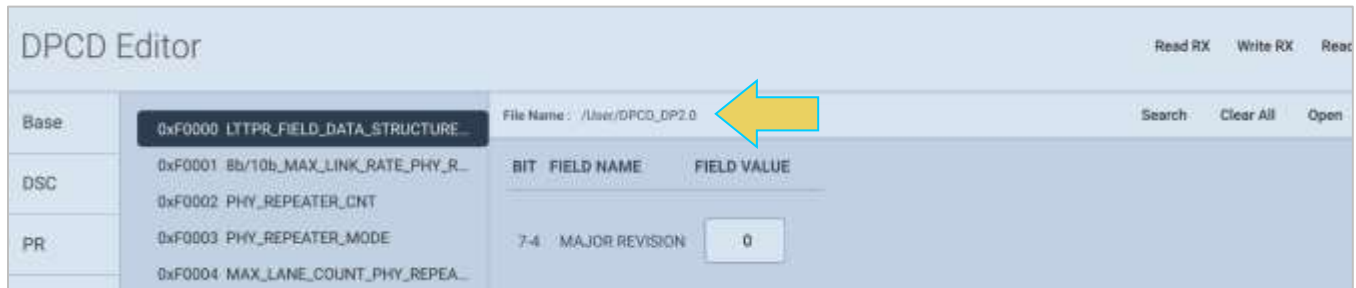 DPCD Editor
Read RX Write RX Read
Base
DSC
PR
0xF0000 LTTPR_FIELD_DATA_STRUCTURE...
0xF0001 8b/10b_MAX_LINK_RATE_PHY_R...
0xF0002 PHY_REPEATER_CNT
0xF0003 PHY_REPEATER_MODE
0xF0004 MAX_LANE_COUNT_PHY_REPEA...
File Name : /User/DPCD_DP2.0
Search Clear All Open
BIT FIELD NAME FIELD VALUE
7-4 MAJOR REVISION 0